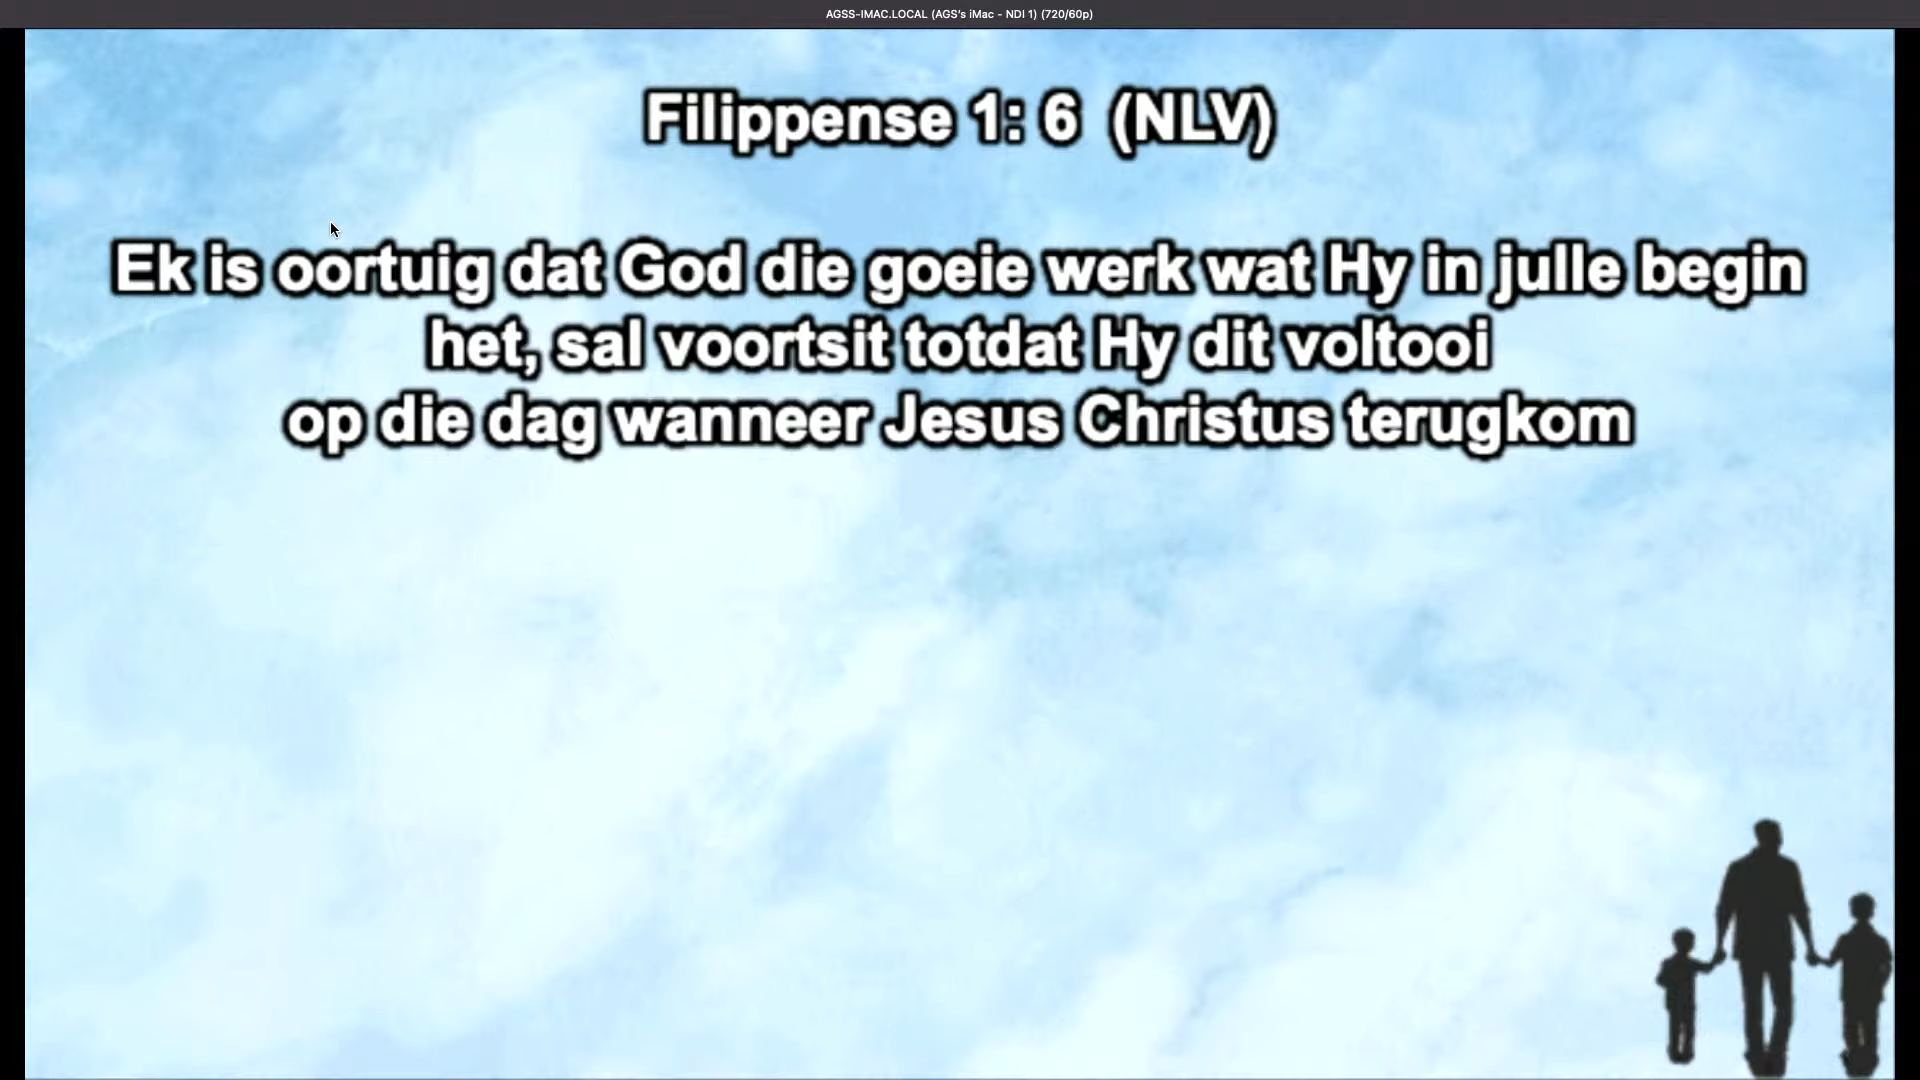 AGSS-IMAC.LOCAL (AGS's iMac - NDI 1) (720/60p)
Filippense 1: 6 (NLV)
Ek is oortuig dat God die goeie werk wat Hy in julle begin
het, sal voortsit totdat Hy dit voltooi
op die dag wanneer Jesus Christus terugkom